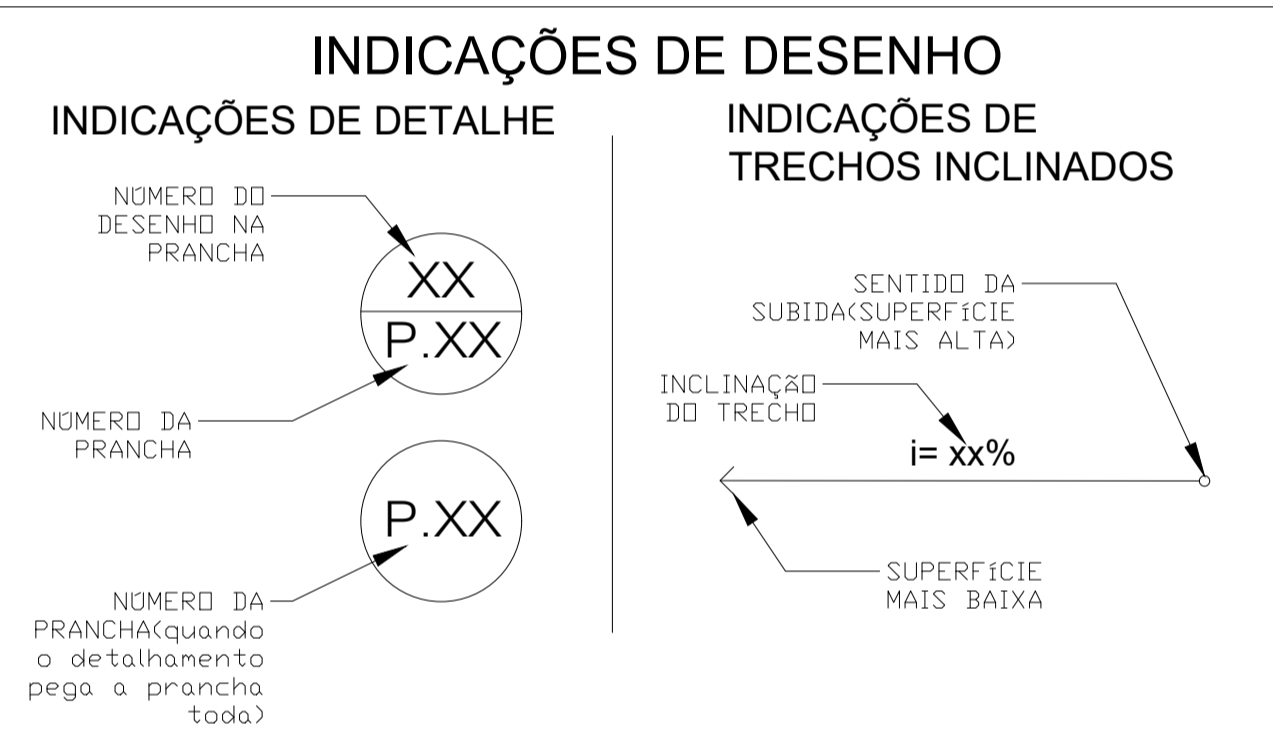 INDICAÇÕES DE DESENHO
INDICAÇÕES DE DETALHE
NÚMERO DO
DESENHO NA
PRANCHA
XX
P.XX
NÚMERO DA
PRANCHA
P.XX
NÚMERO DA
PRANCHA(quando
o detalhamento
pega a prancha
toda)
INDICAÇÕES DE
TRECHOS INCLINADOS
SENTIDO DA
SUBIDA(SUPERFíCIE
MAIS ALTA)
INCLINAÇÃO
DO TRECHO
i= xx%
SUPERFíCIE
MAIS BAIXA